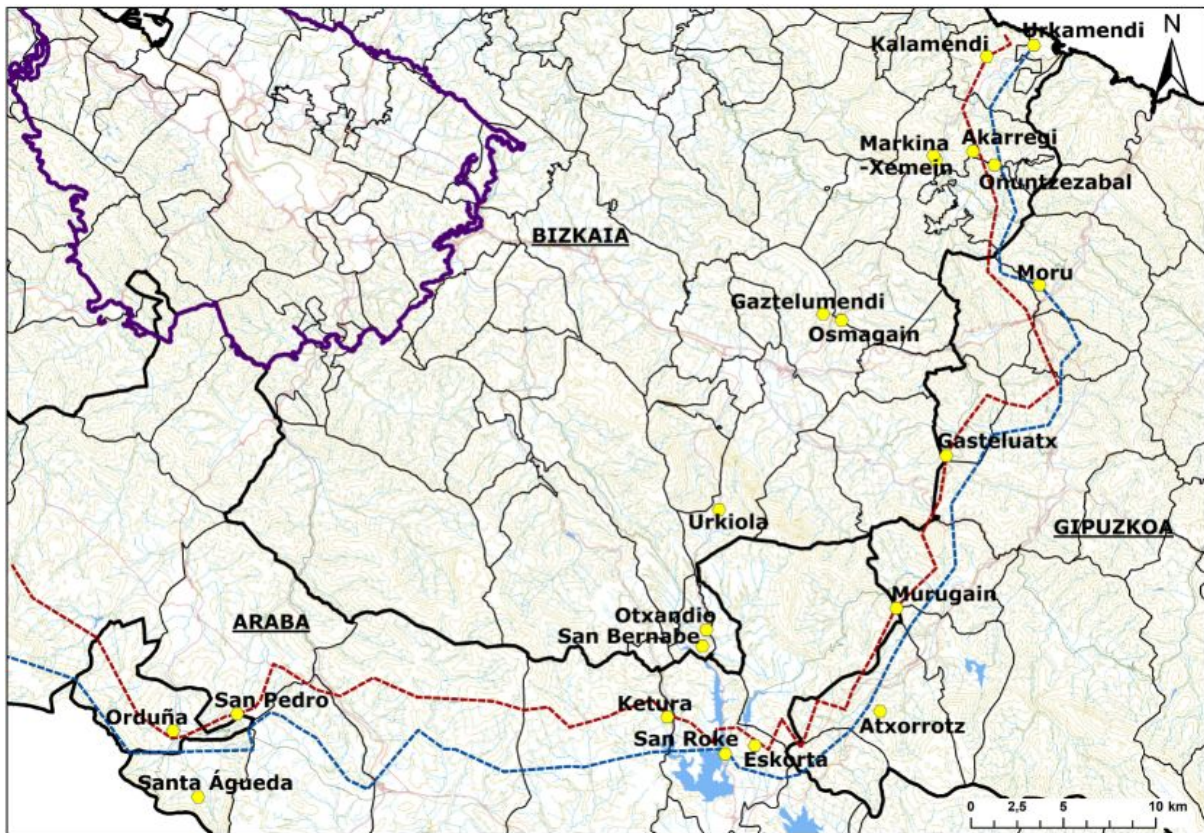 N
Urkamendi
Kalamendi
Akarregi
Markina
-Xemein
Onuntzezabal
BIZKAIA
Moru
Gaztelumendi
Osmagain
Gasteluatx
Urkiola
GIPUZKOA
Murugain
Otxandio
San Bernabe
ARABA
San Pedro
Ketura
Orduña
Atxorrotz
San Roke
Eskorta
Santa Águeda
0 2,5 5 10 km